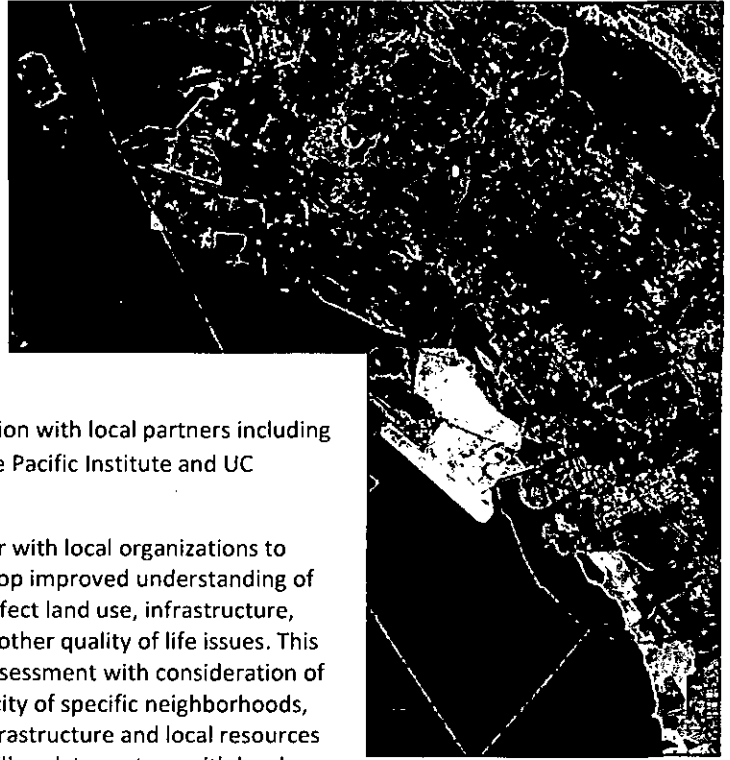 ion with local partners including
e Pacific Institute and UC
r with local organizations to
op improved understanding of
fect land use, infrastructure,
other quality of life issues. This
sessment with consideration of
ity of specific neighborhoods,
rastructure and local resources